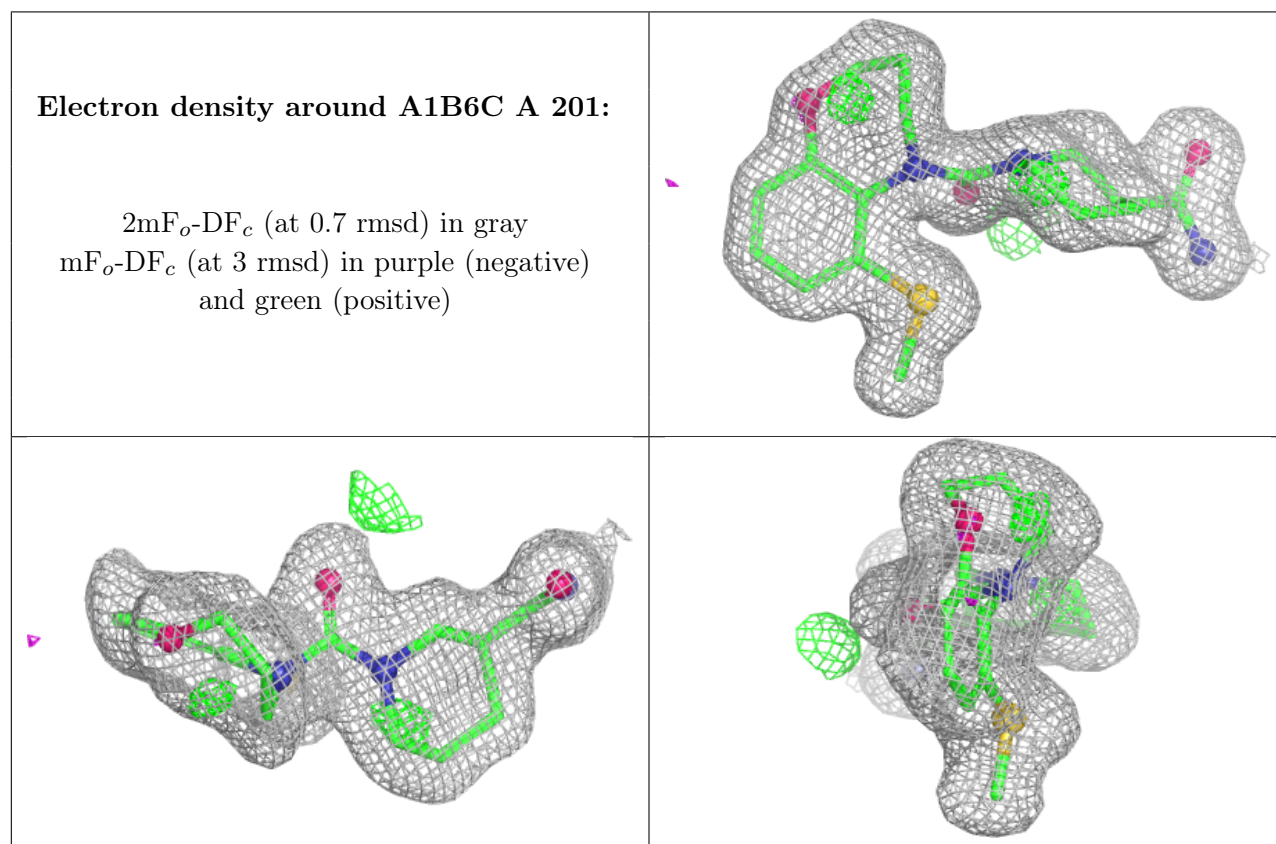 Electron density around A1B6C A 201:
2mFo-DFc (at 0.7 rmsd) in gray
mFo-DFc (at 3 rmsd) in purple (negative)
and green (positive)